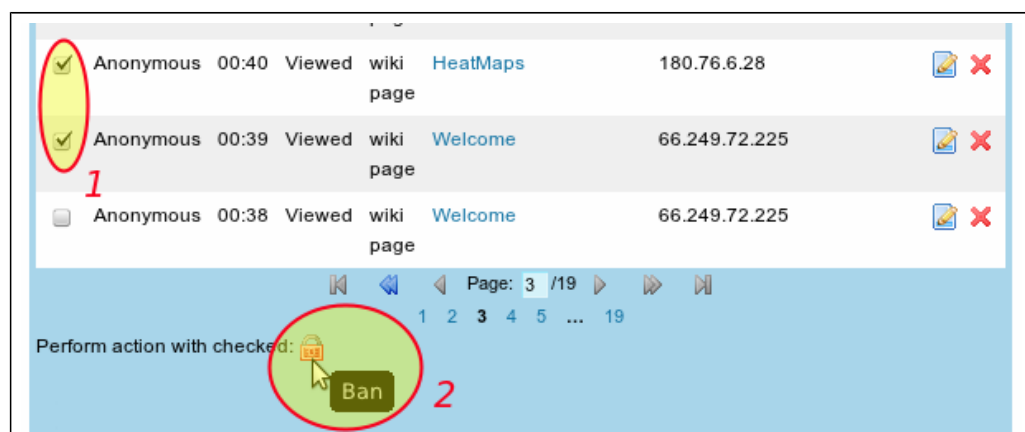 Anonymous 00:40 Viewed wiki page HeatMaps 180.76.6.28
Anonymous 00:39 Viewed wiki page Welcome 66.249.72.225
1
Anonymous 00:38 Viewed wiki page Welcome 66.249.72.225
Page: 3 /19
1 2 3 4 5 ... 19
Perform action with checked:
Ban 2